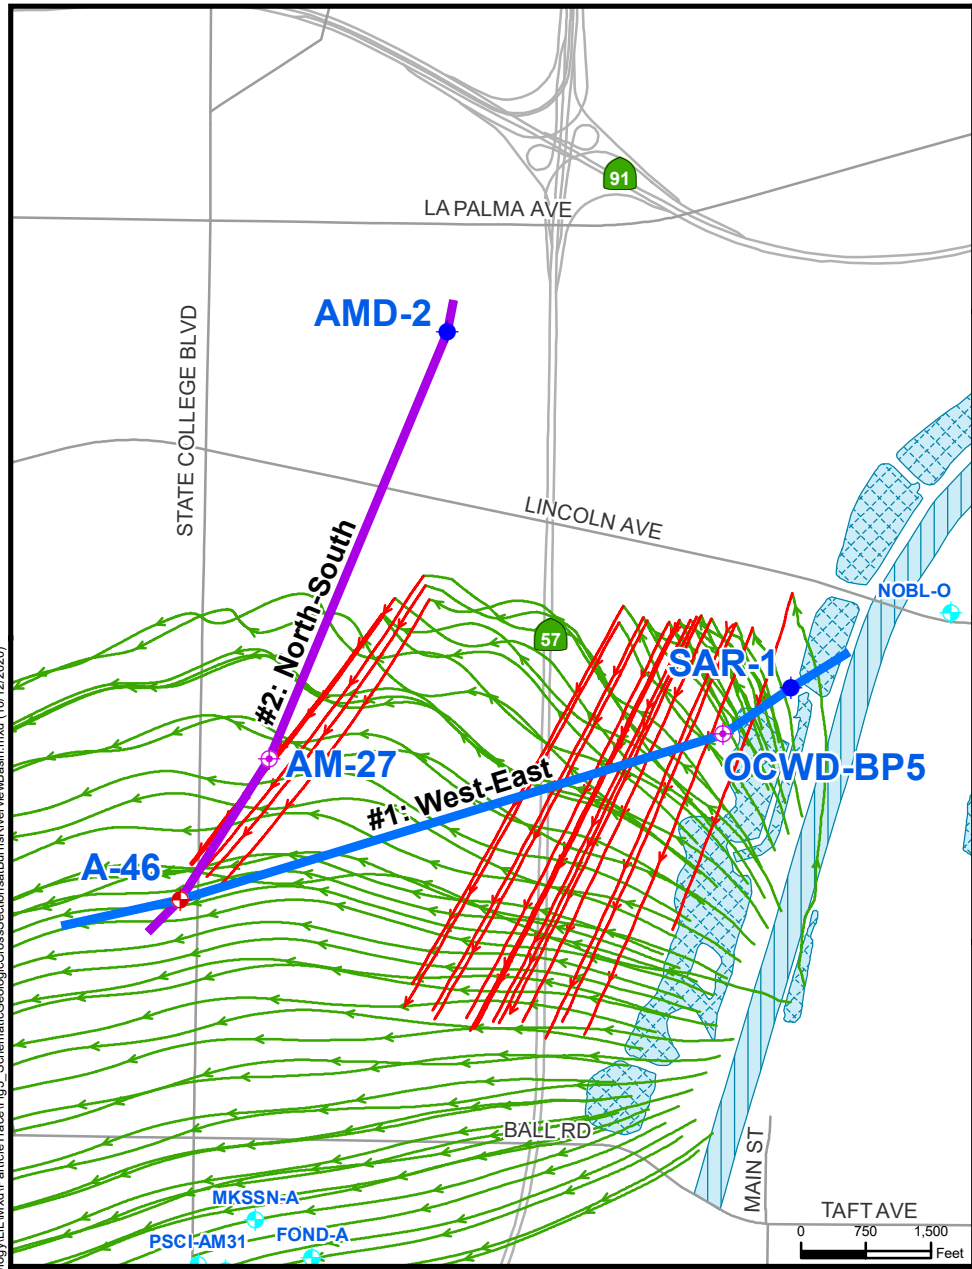 91
LA PALMA AVE
AMD-2
STATE COLLEGE BLVD
LINCOLN AVE
#2: North-South
NOBL-O
57
SAR-1
AM-27
OCWD-BP5
#1: West-East
A-46
BALL RD
MAIN ST
MKSSN-A
TAFT AVE
PSCI-AM31
FOND-A
0 750 1,500
Feet